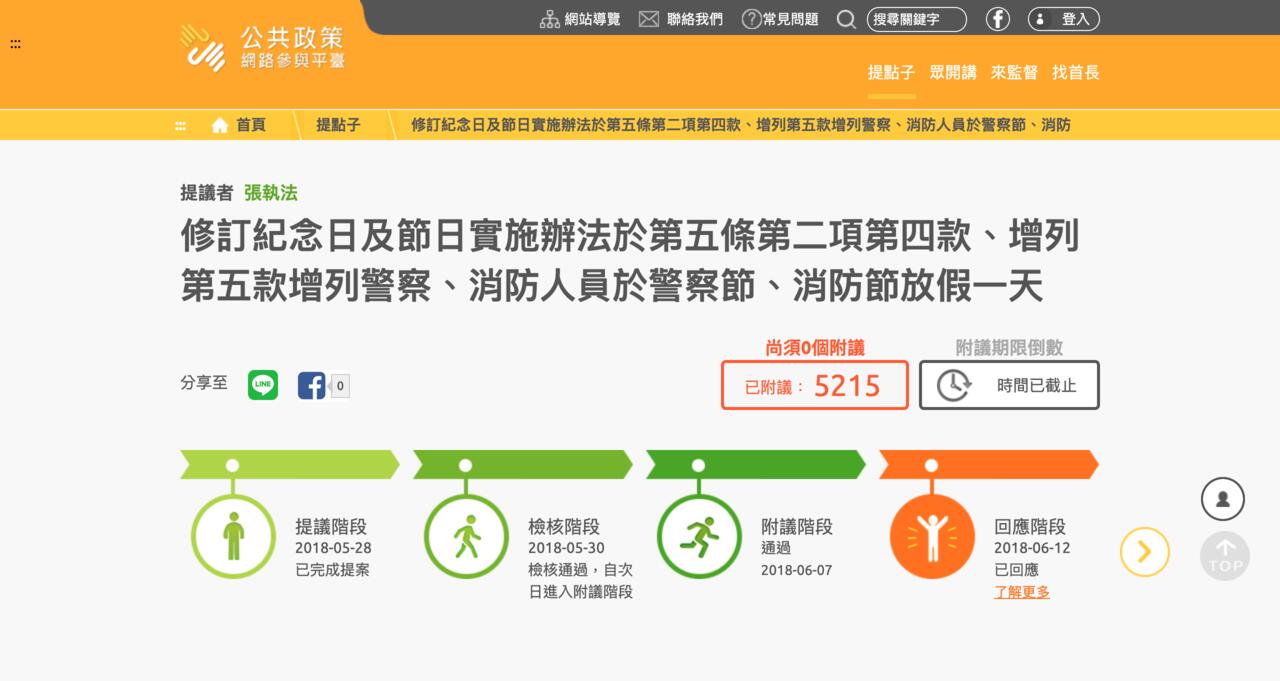 網站導覽
聯絡我們
常見問題
搜尋關鍵字
登入
公共政策
網路參與平臺
提點子
眾開講
來監督
找首長
首頁
提點子
修訂紀念日及節日實施辦法於第五條第二項第四款、增列第五款增列警察、消防人員於警察節、消防
提議者 張執法
修訂紀念日及節日實施辦法於第五條第二項第四款、增列
第五款增列警察、消防人員於警察節、消防節放假一天
分享至
LINE
0
尚須0個附議
已附議： 5215
附議期限倒數
時間已截止
提議階段
2018-05-28
已完成提案
檢核階段
2018-05-30
檢核通過，自次
日進入附議階段
附議階段
通過
2018-06-07
回應階段
2018-06-12
已回應
了解更多
TOP